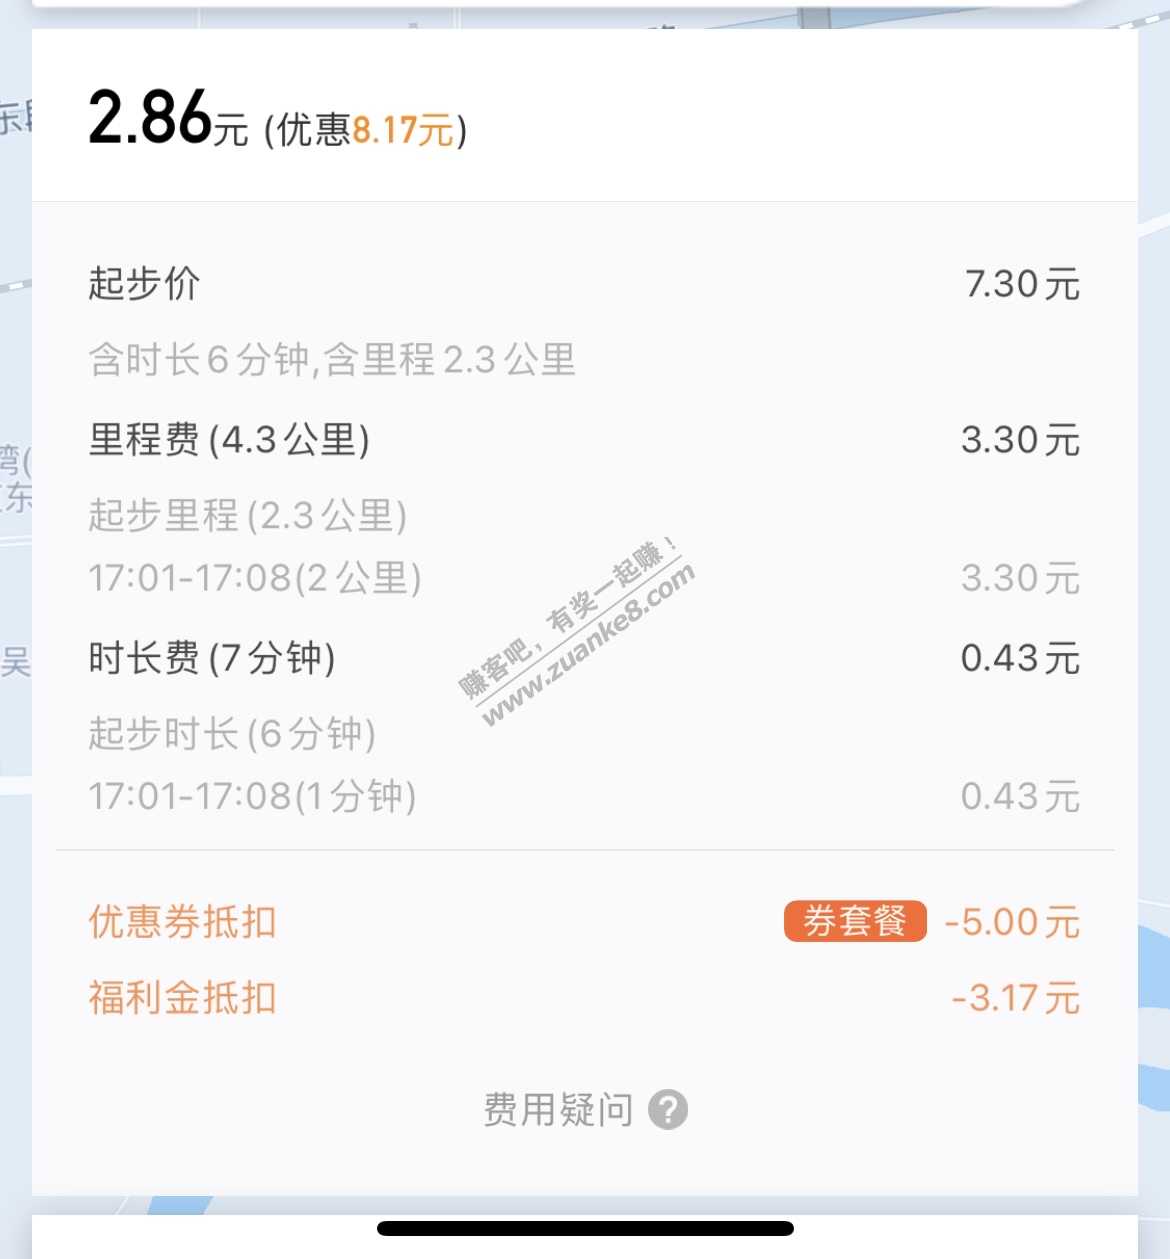 2.86元 (优惠8.17元)
起步价 7.30元
含时长6分钟,含里程2.3公里
里程费(4.3公里) 3.30元
起步里程(2.3公里)
17:01-17:08(2公里) 3.30元
时长费(7分钟) 0.43元
起步时长(6分钟)
17:01-17:08(1分钟) 0.43元
优惠券抵扣 券套餐 -5.00元
福利金抵扣 -3.17元
费用疑问 ?
赚客吧，有奖一起赚！
www.zuanke8.com
湾(
东
吴